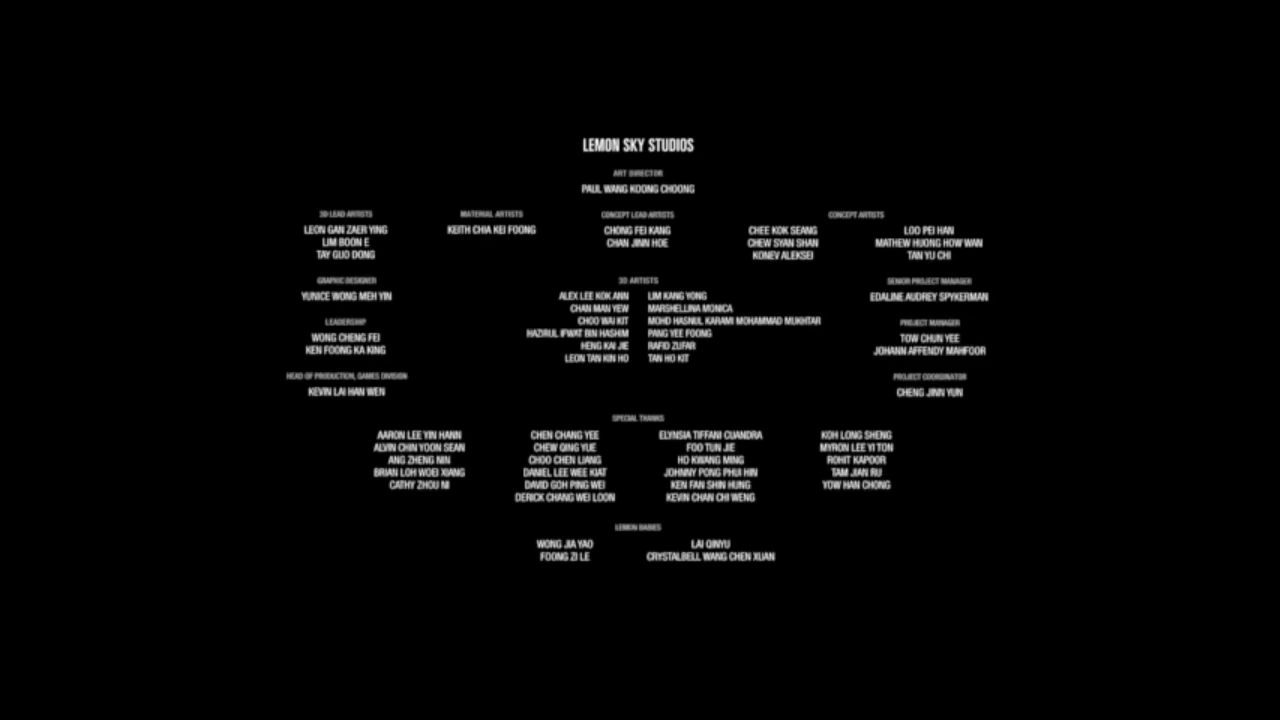 LEMON SKY STUDIOS
ART DIRECTOR
PAUL WANG KOONG CHOONG
3D LEAD ARTISTS
LEON GAN ZAER YING
LIM BOON E
TAY GUO DONG
MATERIAL ARTISTS
KEITH CHIA KEI FOONG
CONCEPT LEAD ARTISTS
CHONG FEI KANG
CHAN JINN HOE
CONCEPT ARTISTS
CHEE KOK SEANG
CHEW SYAN SHAN
KONEV ALEKSEI
LOO PEI HAN
MATHEW HUONG HOW WAN
TAN YU CHI
GRAPHIC DESIGNER
YUNICE WONG MEH YIN
LEADERSHIP
WONG CHENG FEI
KEN FOONG KA KING
HEAD OF PRODUCTION, GAMES DIVISION
KEVIN LAI HAN WEN
3D ARTISTS
ALEX LEE KOK ANN
CHAN MAN YEW
CHOO WAI KIT
HAZIRUL IFWAT BIN HASHIM
HENG KAI JIE
LEON TAN KIN HO
LIM KANG YONG
MARSHELLINA MONICA
MOHD HASNUL KARAMI MOHAMMAD MUKHTAR
PANG YEE FOONG
RAFID ZUFAR
TAN HO KIT
SENIOR PROJECT MANAGER
EDALINE AUDREY SPYKERMAN
PROJECT MANAGER
TOW CHUN YEE
JOHANN AFFENDY MAHFOOR
PROJECT COORDINATOR
CHENG JINN YUN
SPECIAL THANKS
AARON LEE YIN HANN
ALVIN CHIN YOON SEAN
ANG ZHENG NIN
BRIAN LOH WOEI XIANG
CATHY ZHOU NI
CHEN CHANG YEE
CHEW QING YUE
CHOO CHEN LIANG
DANIEL LEE WEE KIAT
DAVID GOH PING WEI
DERICK CHANG WEI LOON
ELYNSIA TIFFANI CUANDRA
FOO TUN JIE
HO KWANG MING
JOHNNY PONG PHUI HIN
KEN FAN SHIN HUNG
KEVIN CHAN CHI WENG
KOH LONG SHENG
MYRON LEE YI TON
ROHIT KAPOOR
TAM JIAN RU
YOW HAN CHONG
LEMON BABIES
WONG JIA YAO
FOONG ZI LE
LAI QINYU
CRYSTALBELL WANG CHEN XUAN